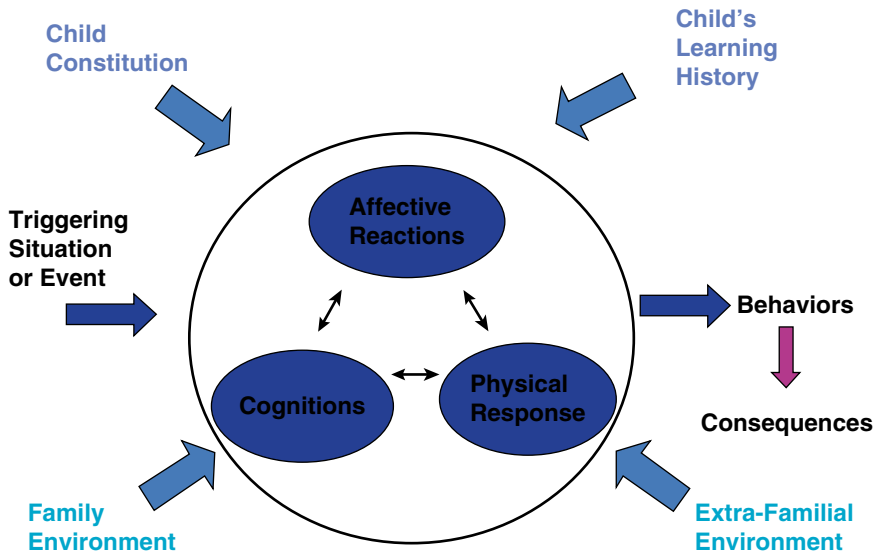 Child
Constitution
Child's
Learning
History
Triggering
Situation
or Event
Affective
Reactions
Behaviors
Cognitions
Physical
Response
Consequences
Family
Environment
Extra-Familial
Environment